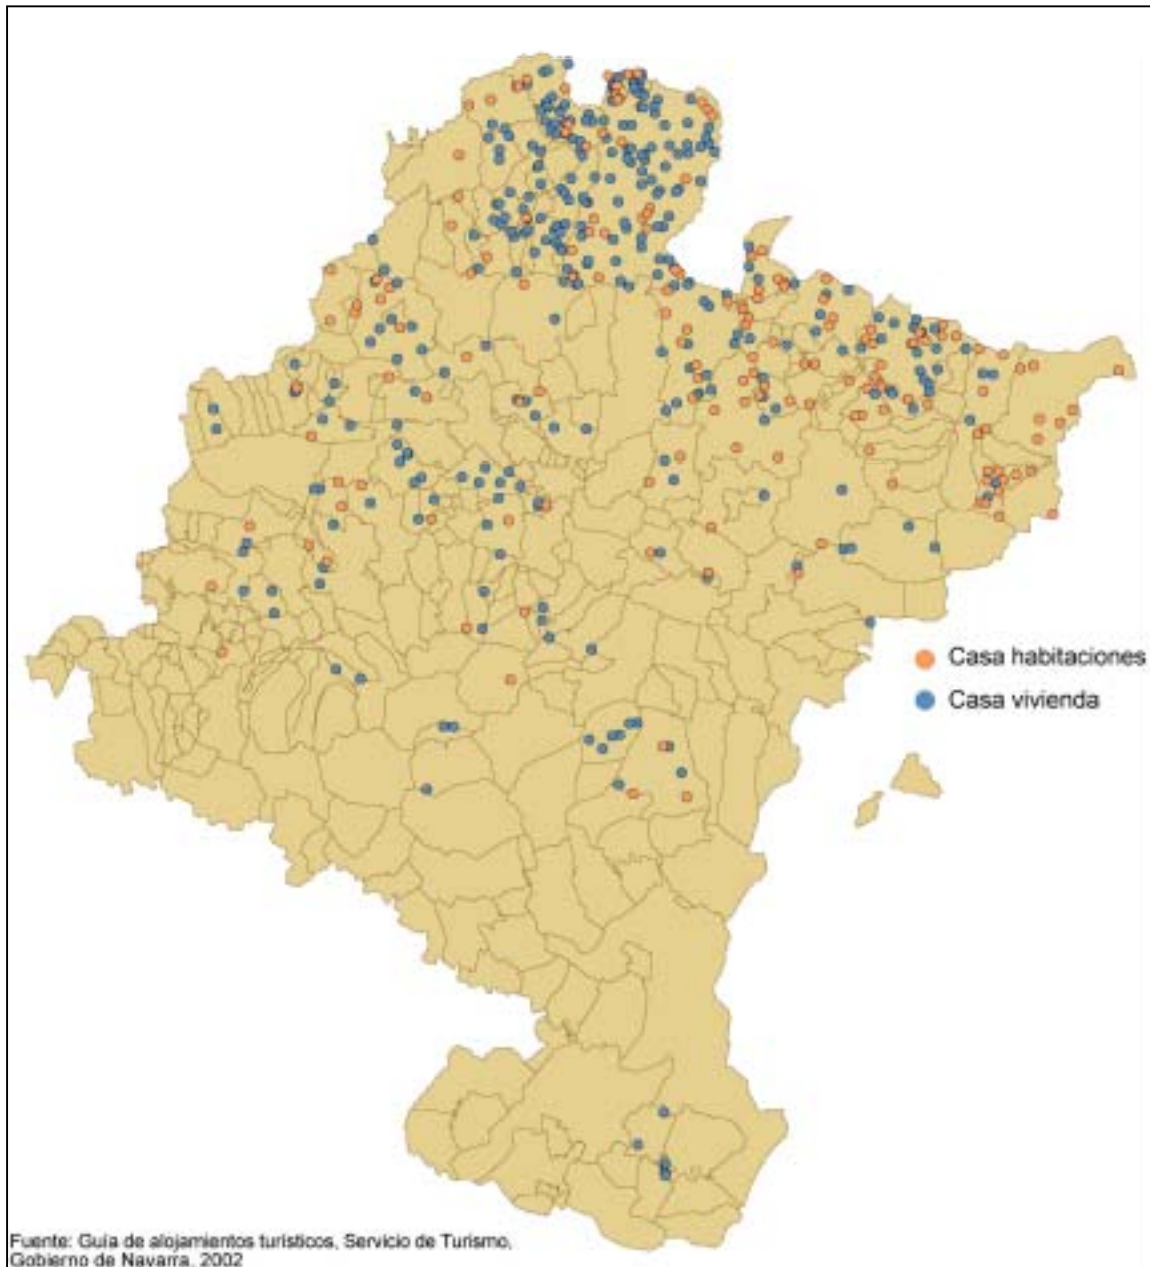 Casa habitaciones
Casa vivienda
Fuente: Guía de alojamientos turísticos, Servicio de Turismo,
Gobierno de Navarra, 2002